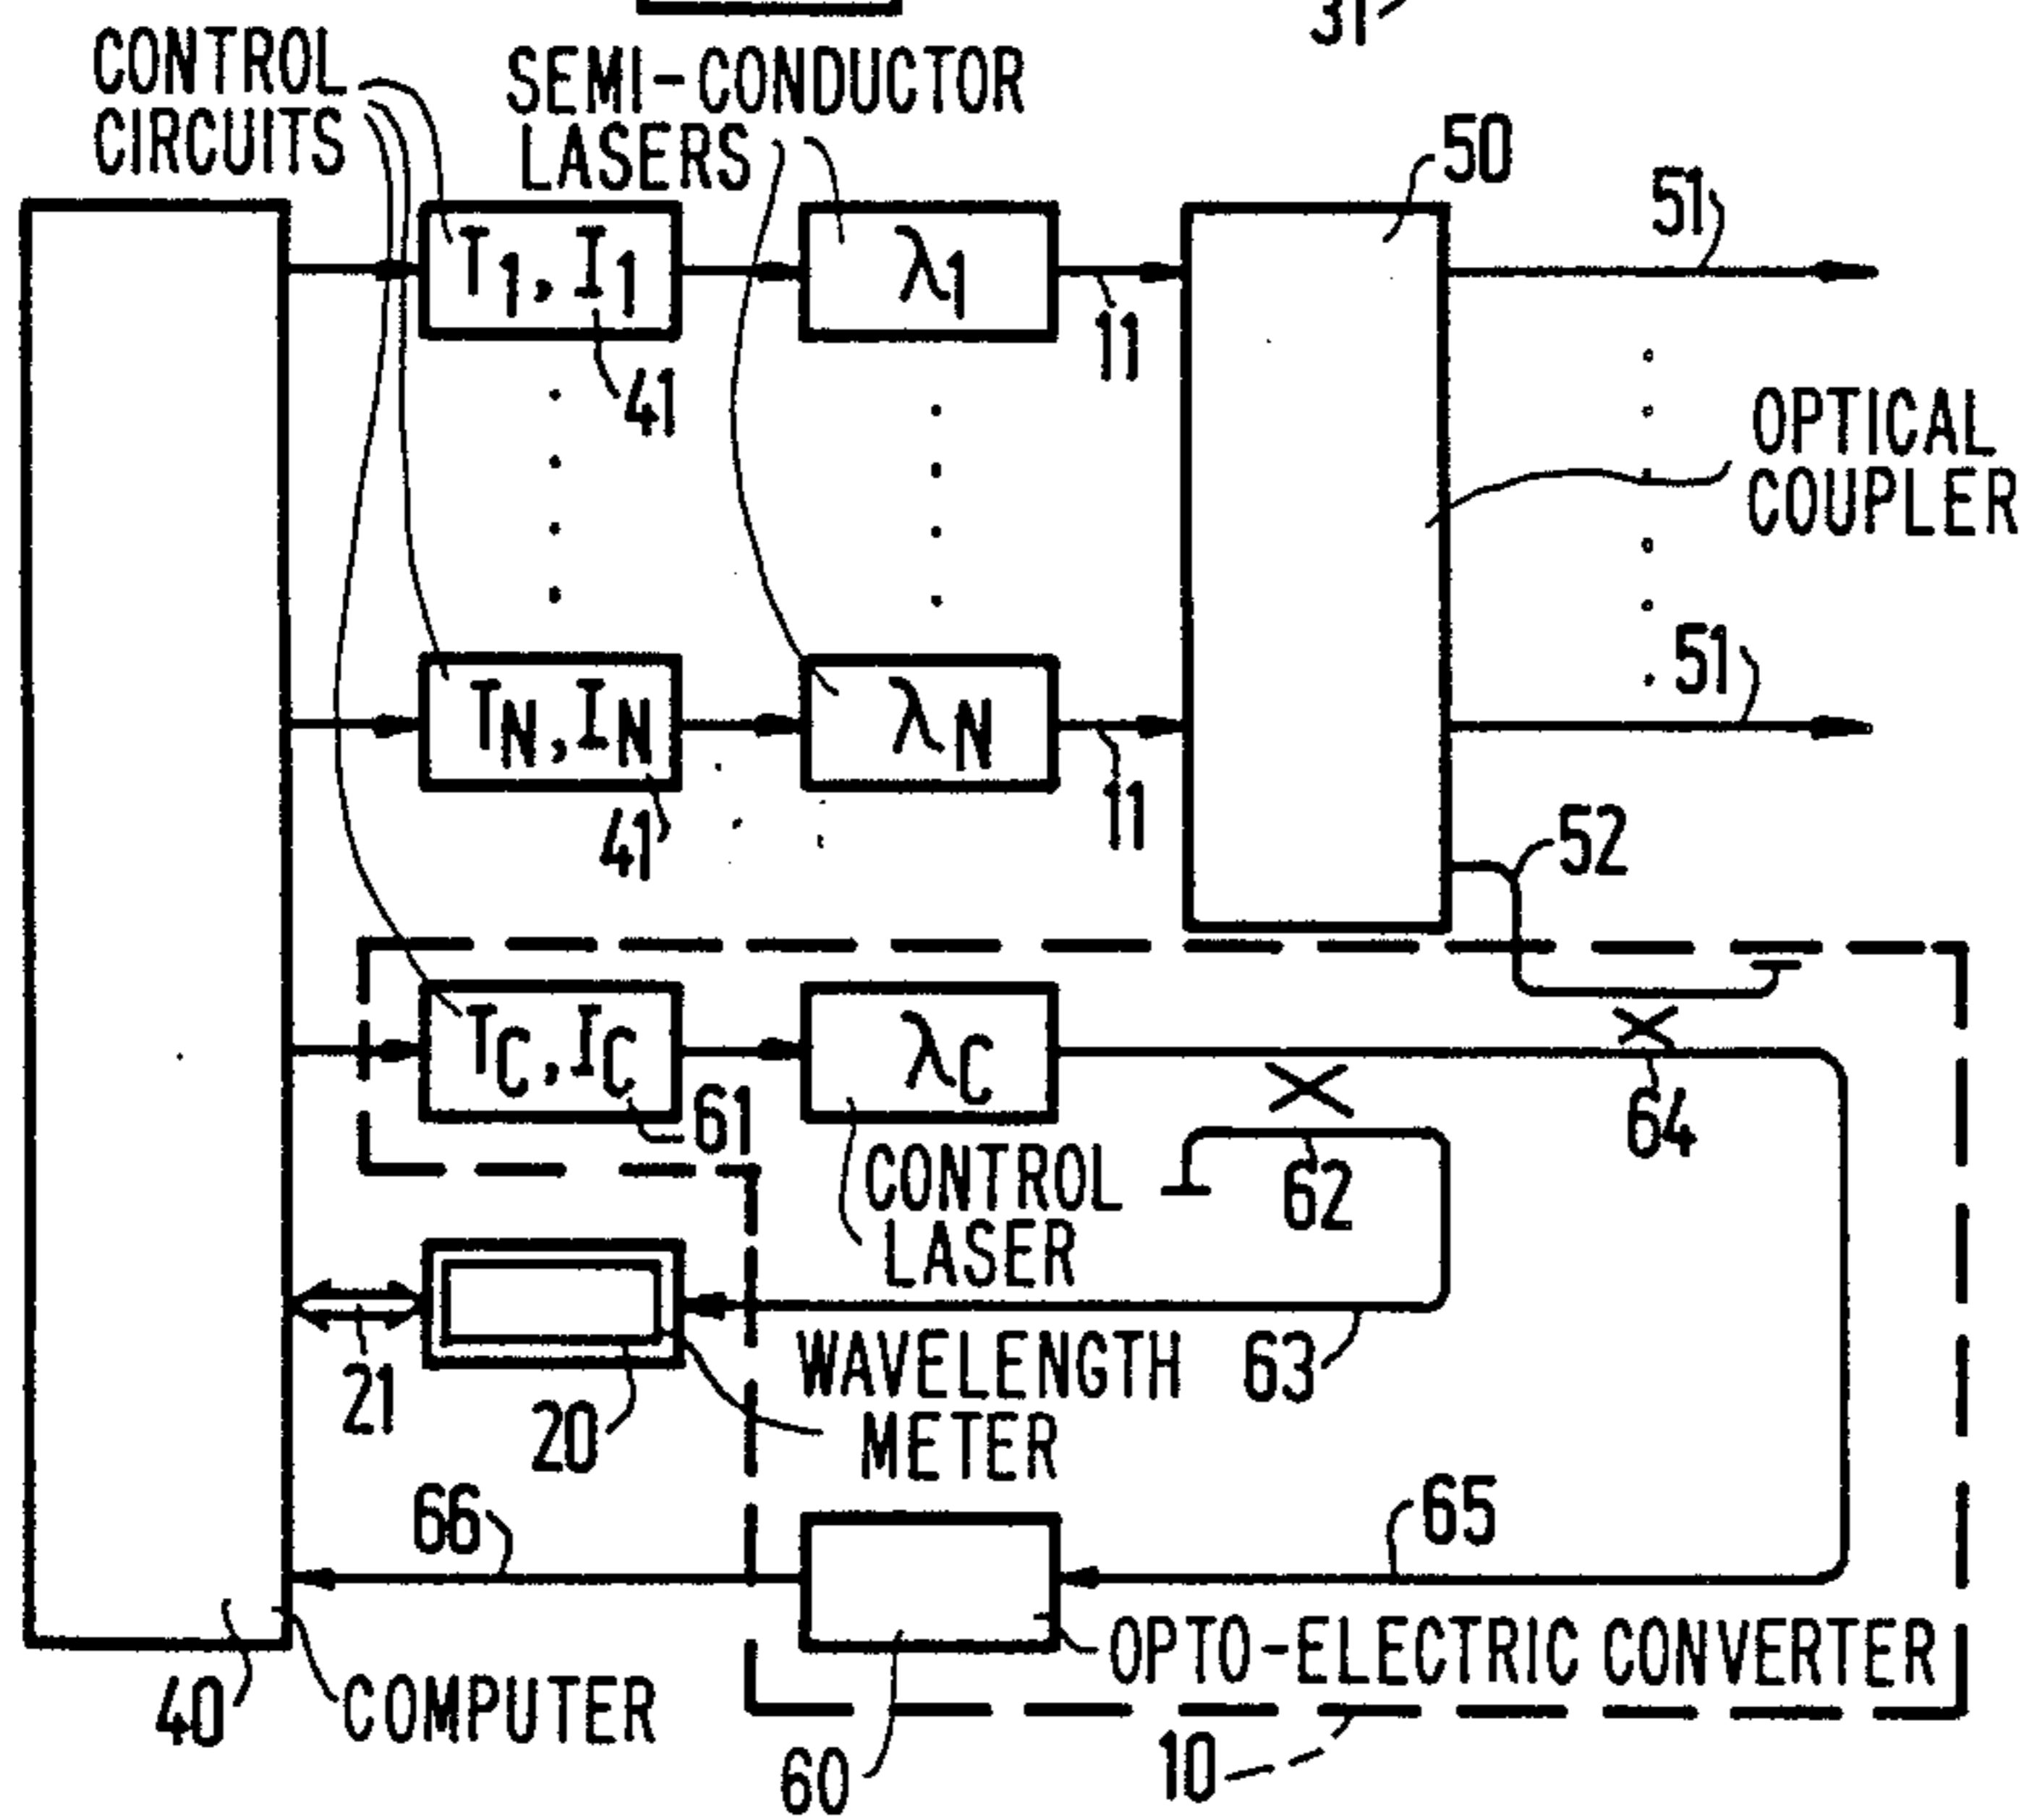 31
CONTROL
CIRCUITS
SEMI-CONDUCTOR
LASERS
50
51
T1, I1
λ1
11
41
OPTICAL
COUPLER
TN, IN
λN
51
41
11
52
TC, IC
λC
61
64
62
CONTROL
LASER
21
20
WAVELENGTH
METER
63
66
65
OPTO-ELECTRIC CONVERTER
40
COMPUTER
60
10